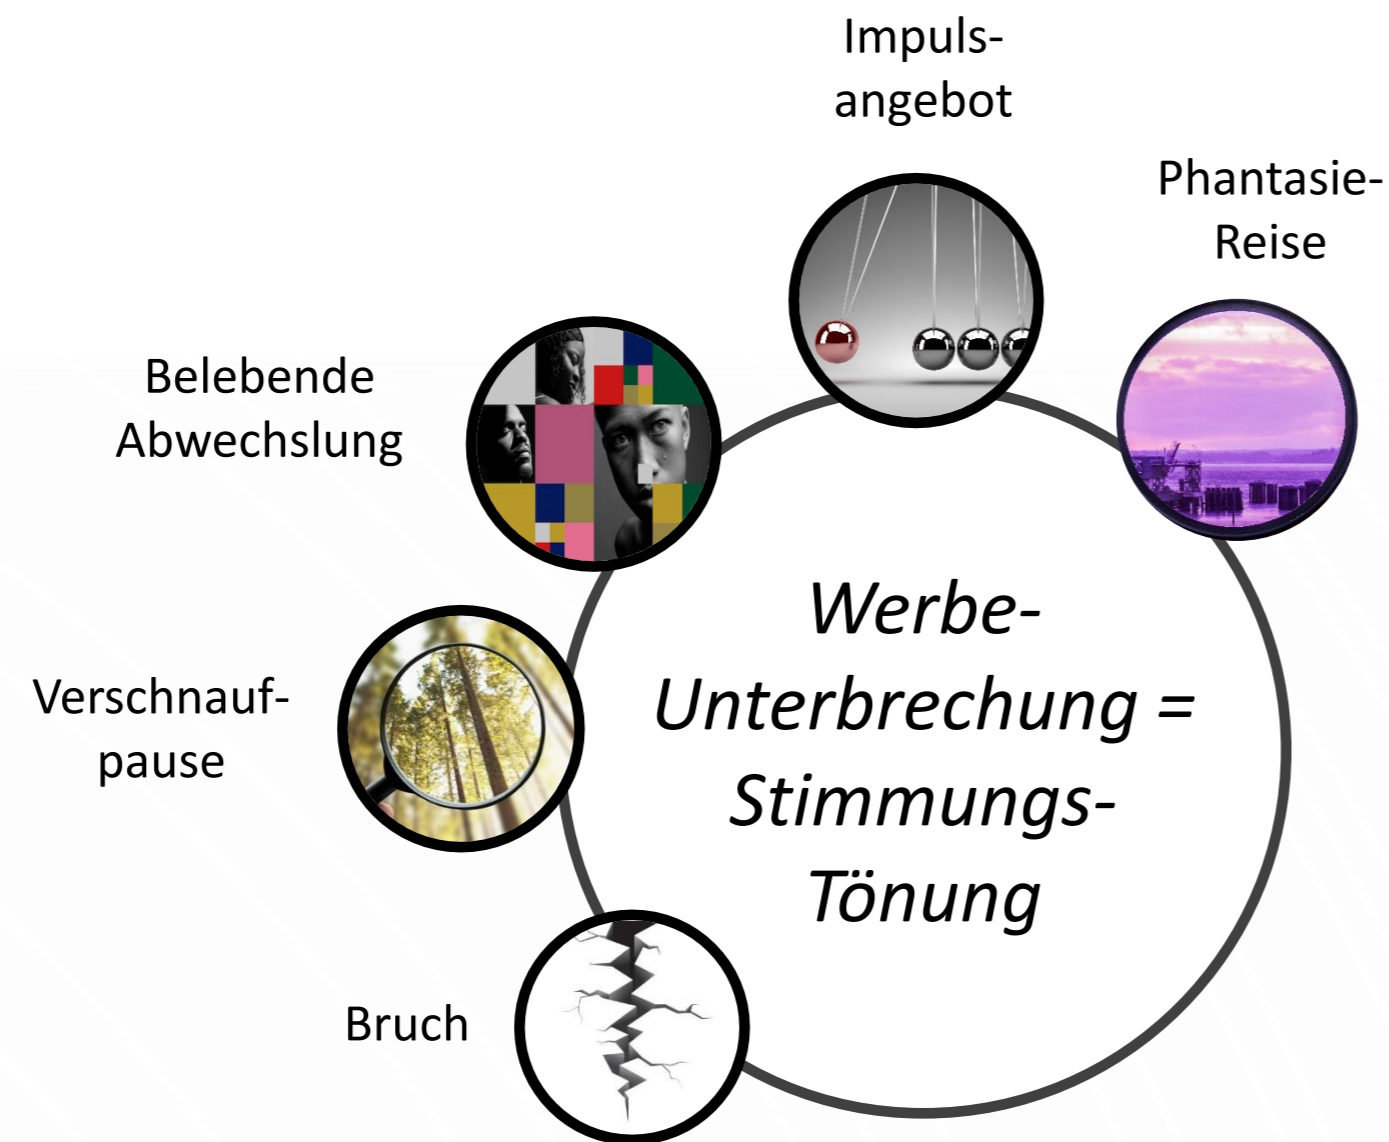 Impuls-
angebot
Phantasie-
Reise
Belebende
Abwechslung
Verschnauf-
pause
Bruch
Werbe-
Unterbrechung =
Stimmungs-
Tönung